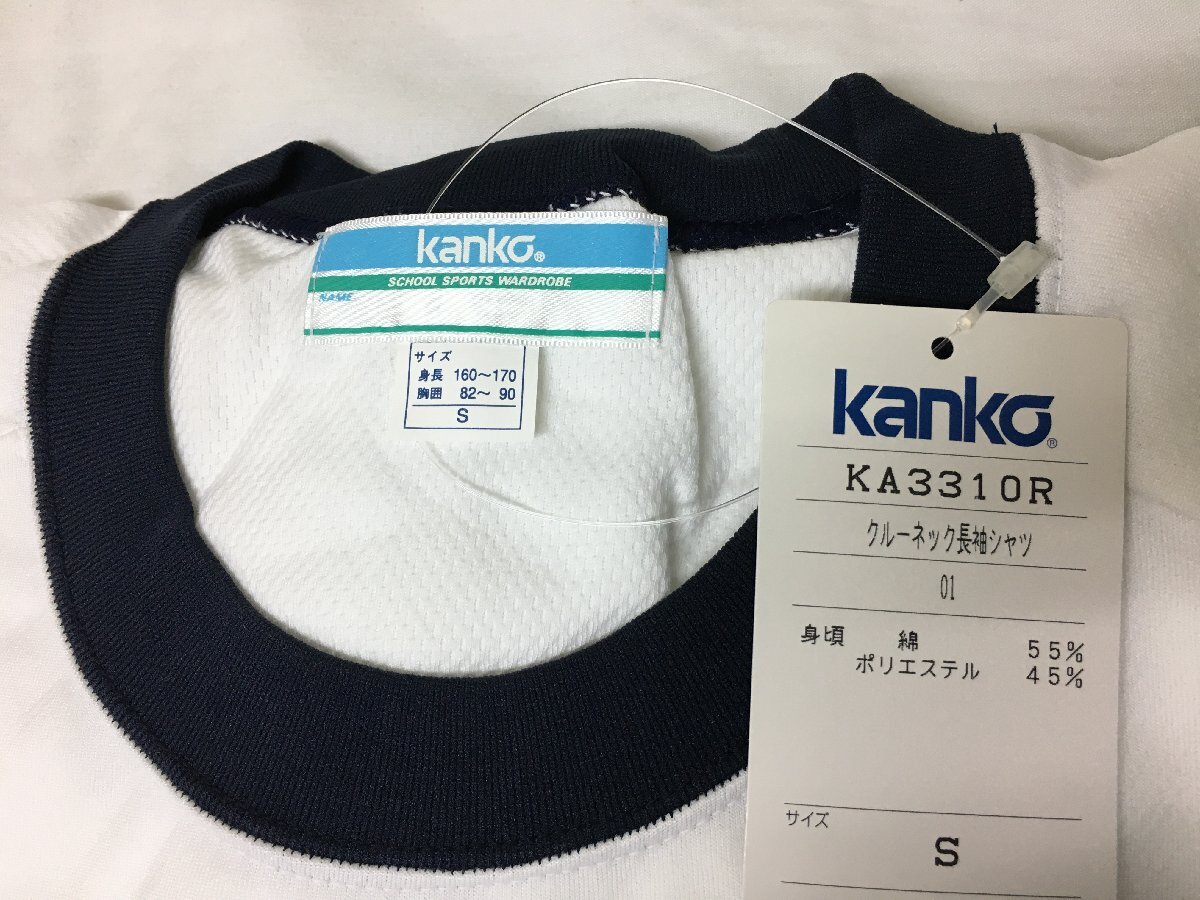 kanko®
SCHOOL SPORTS WARDROBE
NAME
サイズ
身長 160〜170
胸囲 82〜 90
S
kanko®
KA3310R
クルーネック長袖シャツ
01
身頃 綿 55%
ポリエステル 45%
サイズ
S